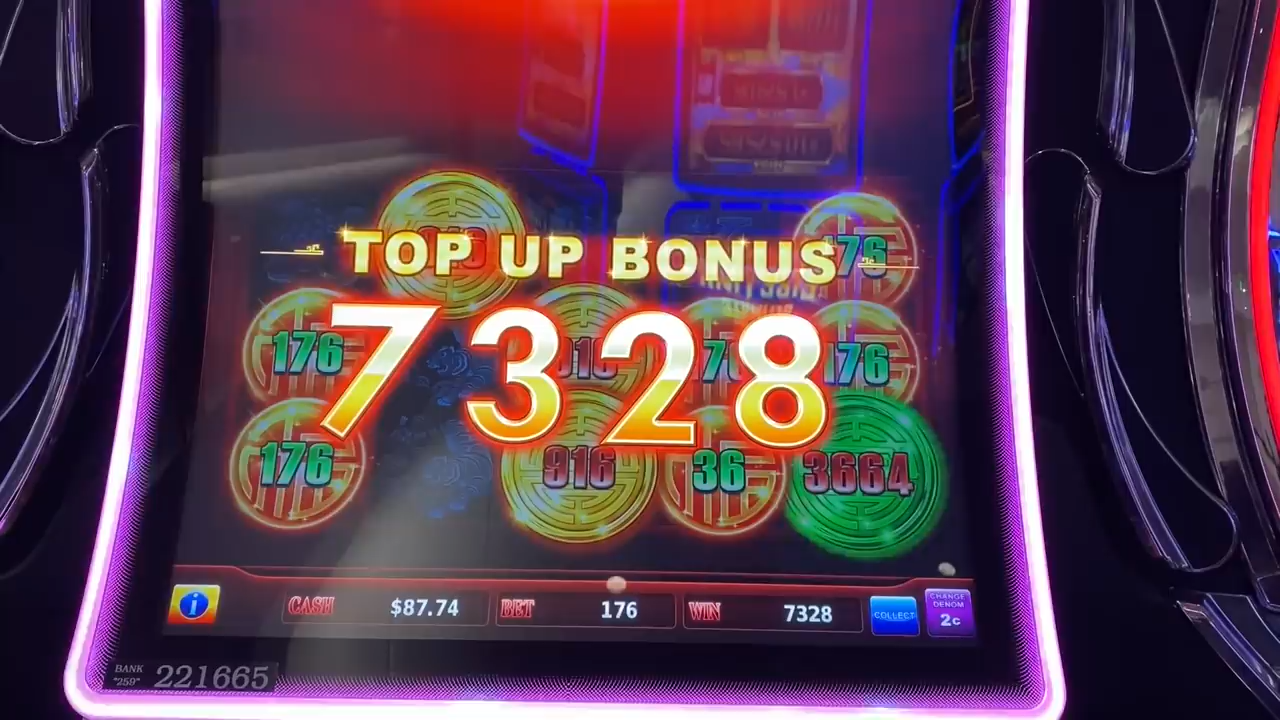 TOP UP BONUS
76
7328
176
176
176
916
36
3664
i
CASH
$87.74
BET
176
WIN
7328
COLLECT
CHANGE
DENOM
2c
BANK
"259"
221665